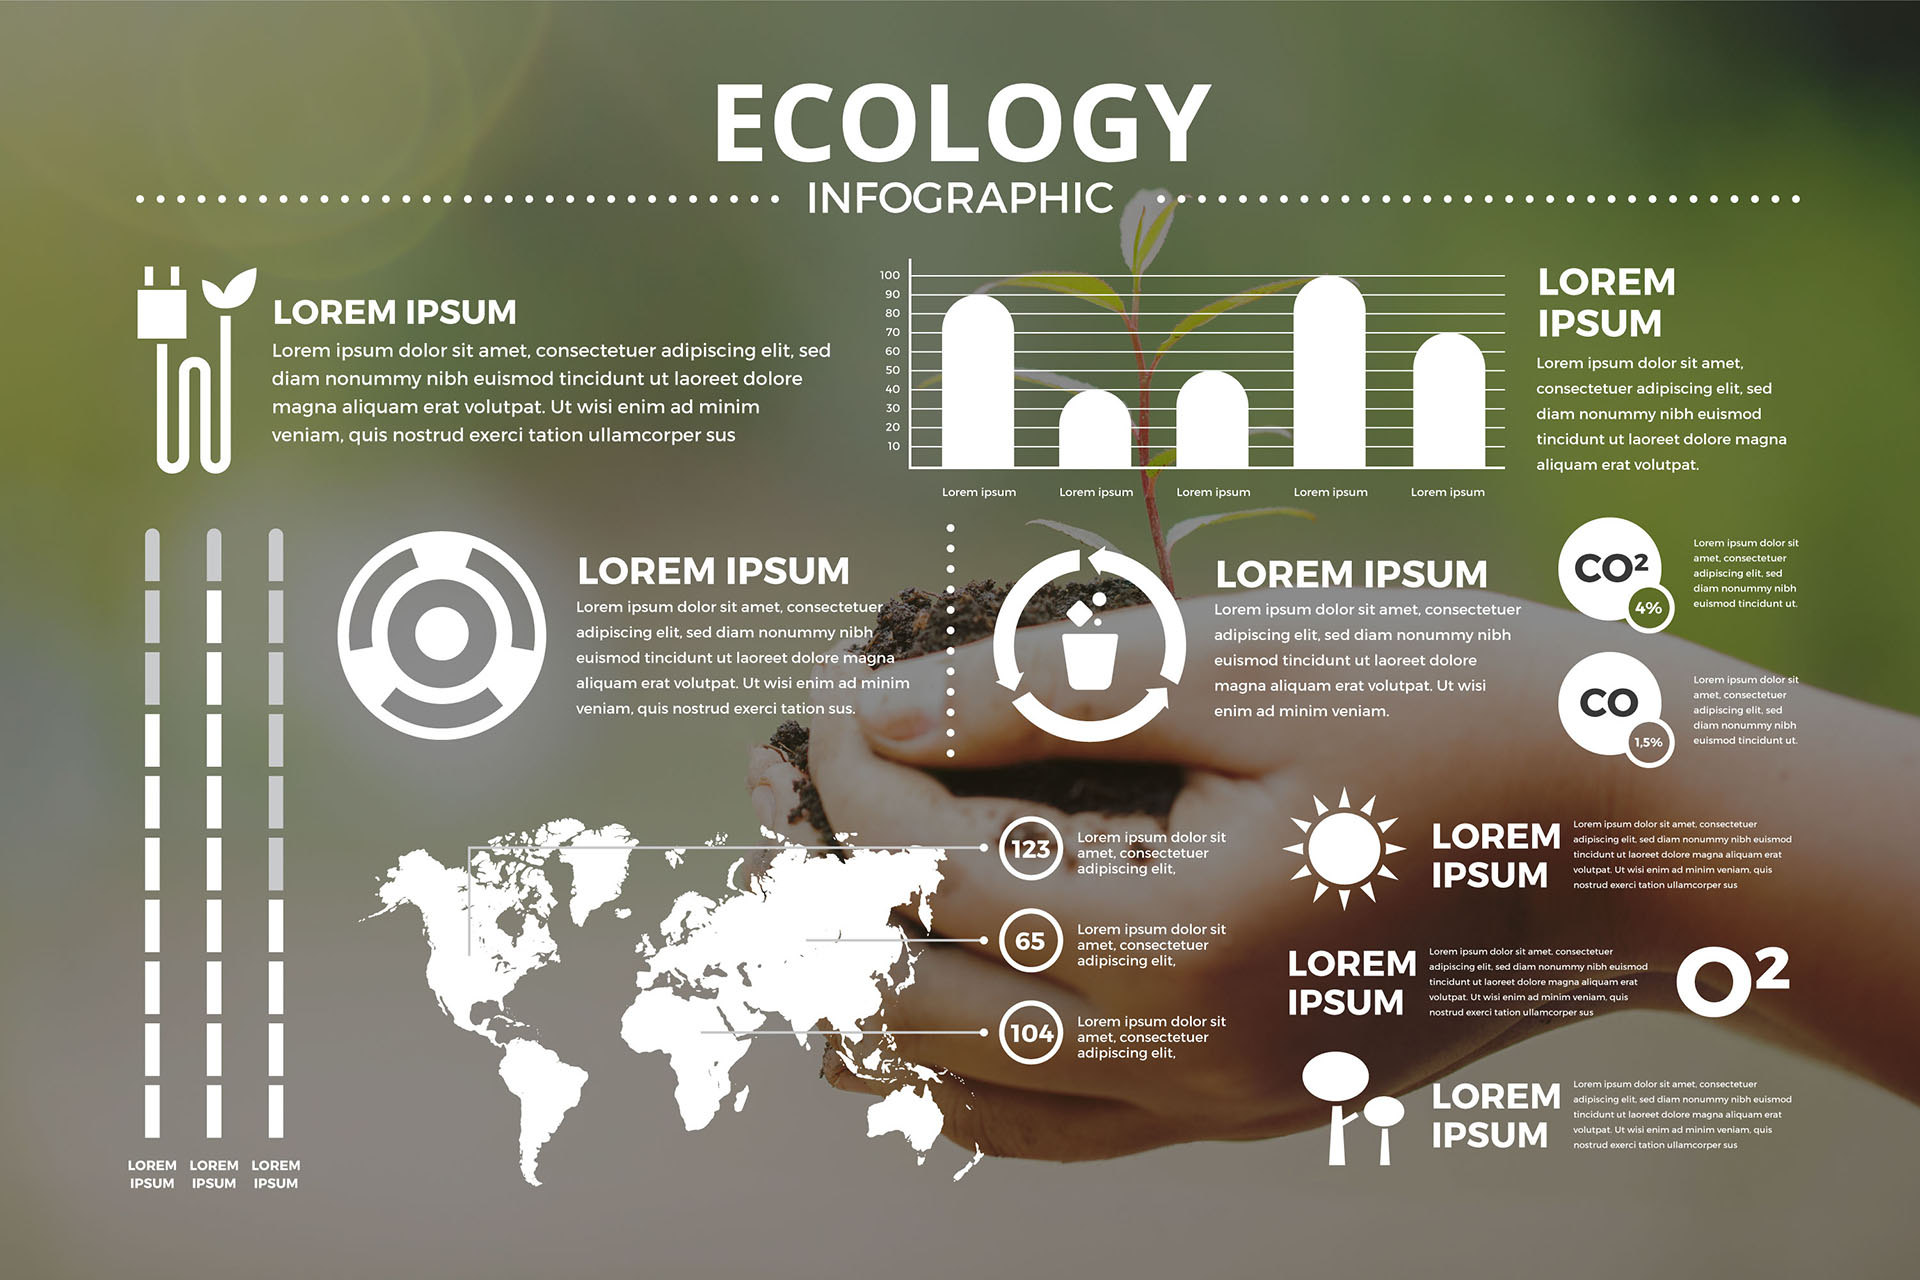 ECOLOGY
INFOGRAPHIC
LOREM IPSUM
Lorem ipsum dolor sit amet, consectetuer adipiscing elit, sed
diam nonummy nibh euismod tincidunt ut laoreet dolore
magna aliquam erat volutpat. Ut wisi enim ad minim
veniam, quis nostrud exerci tation ullamcorper sus
100
90
80
70
60
50
40
30
20
10
Lorem ipsum Lorem ipsum Lorem ipsum Lorem ipsum Lorem ipsum
LOREM
IPSUM
Lorem ipsum dolor sit amet,
consectetuer adipiscing elit, sed
diam nonummy nibh euismod
tincidunt ut laoreet dolore magna
aliquam erat volutpat.
LOREM IPSUM
Lorem ipsum dolor sit amet, consectetuer
adipiscing elit, sed diam nonummy nibh
euismod tincidunt ut laoreet dolore magna
aliquam erat volutpat. Ut wisi enim ad minim
veniam, quis nostrud exerci tation sus.
LOREM IPSUM
Lorem ipsum dolor sit amet, consectetuer
adipiscing elit, sed diam nonummy nibh
euismod tincidunt ut laoreet dolore
magna aliquam erat volutpat. Ut wisi
enim ad minim veniam.
CO²
4%
Lorem ipsum dolor sit
amet, consectetuer
adipiscing elit, sed
diam nonummy nibh
euismod tincidunt ut.
CO
1,5%
Lorem ipsum dolor sit
amet, consectetuer
adipiscing elit, sed
diam nonummy nibh
euismod tincidunt ut.
LOREM
IPSUM
LOREM
IPSUM
LOREM
IPSUM
123
Lorem ipsum dolor sit
amet, consectetuer
adipiscing elit,
65
Lorem ipsum dolor sit
amet, consectetuer
adipiscing elit,
104
Lorem ipsum dolor sit
amet, consectetuer
adipiscing elit,
LOREM
IPSUM
Lorem ipsum dolor sit amet, consectetuer
adipiscing elit, sed diam nonummy nibh euismod
tincidunt ut laoreet dolore magna aliquam erat
volutpat. Ut wisi enim ad minim veniam, quis
nostrud exerci tation ullamcorper sus
LOREM
IPSUM
Lorem ipsum dolor sit amet, consectetuer
adipiscing elit, sed diam nonummy nibh euismod
tincidunt ut laoreet dolore magna aliquam erat
volutpat. Ut wisi enim ad minim veniam, quis
nostrud exerci tation ullamcorper sus
O²
LOREM
IPSUM
Lorem ipsum dolor sit amet, consectetuer
adipiscing elit, sed diam nonummy nibh euismod
tincidunt ut laoreet dolore magna aliquam erat
volutpat. Ut wisi enim ad minim veniam, quis
nostrud exerci tation ullamcorper sus